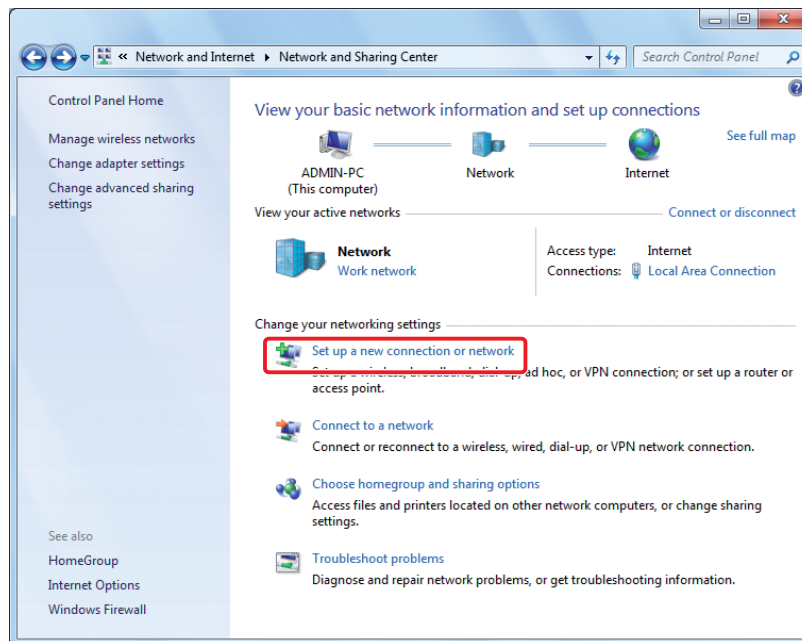 « Network and Internet ▸ Network and Sharing Center
Search Control Panel
Control Panel Home
Manage wireless networks
Change adapter settings
Change advanced sharing
settings
See also
HomeGroup
Internet Options
Windows Firewall
View your basic network information and set up connections
See full map
ADMIN-PC
(This computer)
Network
Internet
View your active networks
Connect or disconnect
Network
Work network
Access type: Internet
Connections: Local Area Connection
Change your networking settings
Set up a new connection or network
Set up a wireless, broadband, dial-up, ad hoc, or VPN connection; or set up a router or
access point.
Connect to a network
Connect or reconnect to a wireless, wired, dial-up, or VPN network connection.
Choose homegroup and sharing options
Access files and printers located on other network computers, or change sharing
settings.
Troubleshoot problems
Diagnose and repair network problems, or get troubleshooting information.